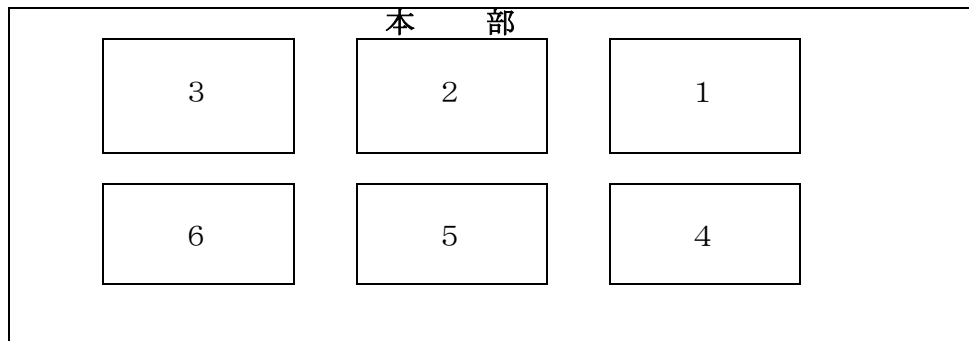 本　　部
３　２　１
６　５　４